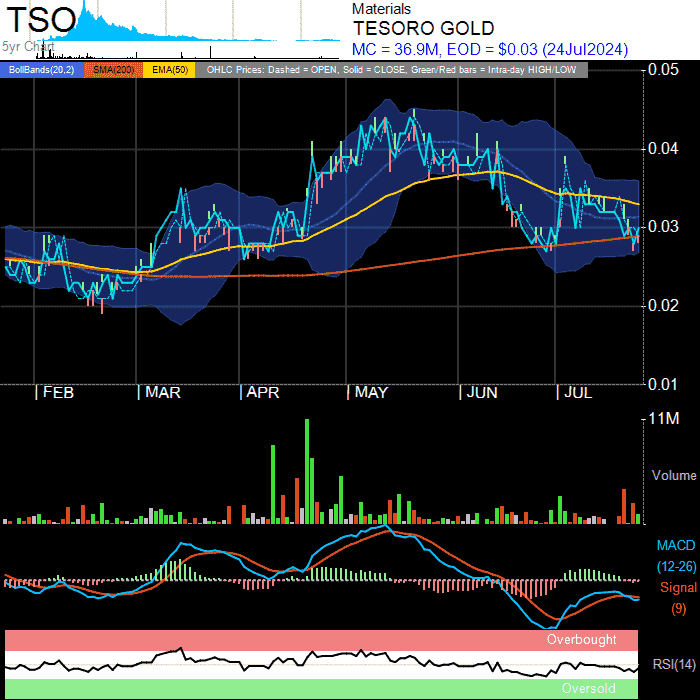 TSO
5yr Chart
Materials
TESORO GOLD
MC = 36.9M, EOD = $0.03 (24Jul2024)
BollBands(20,2) SMA(200) EMA(50) OHLC Prices: Dashed = OPEN, Solid = CLOSE, Green/Red bars = Intra-day HIGH/LOW
0.05
0.04
0.03
0.02
0.01
FEB MAR APR MAY JUN JUL
11M
Volume
MACD
(12-26)
Signal
(9)
Overbought
RSI(14)
Oversold